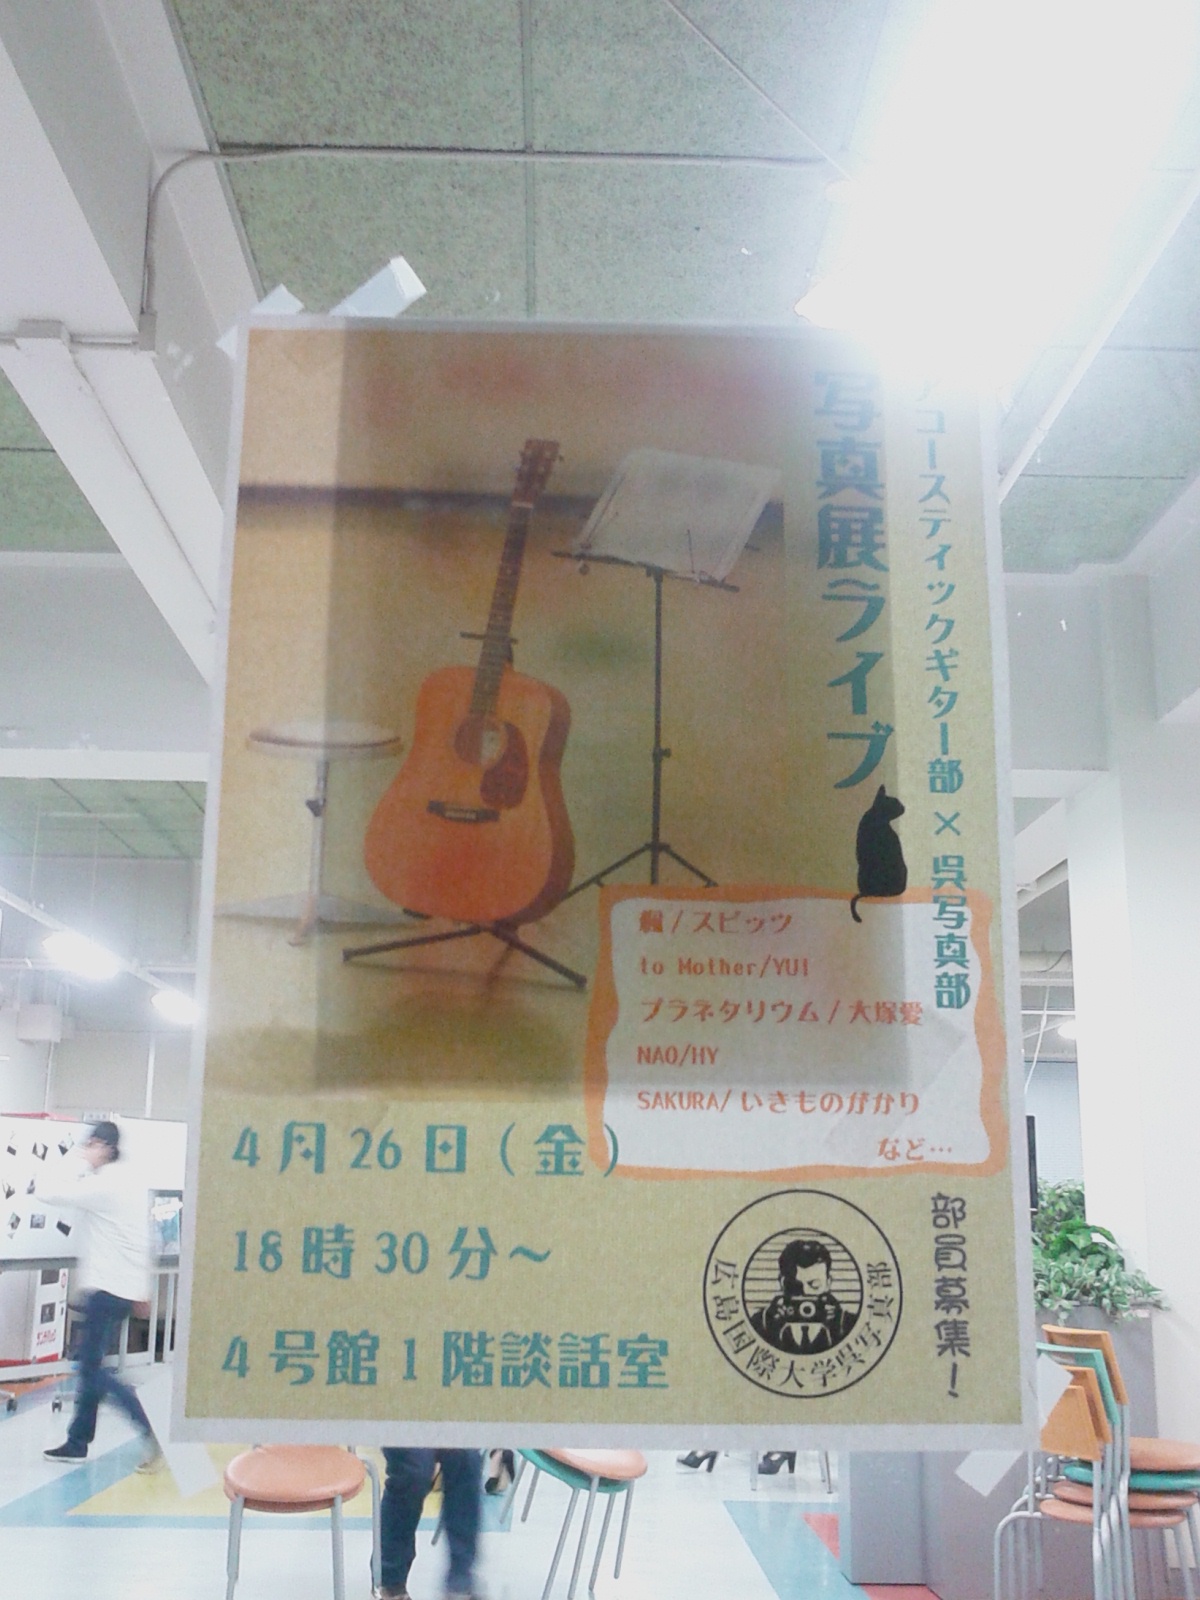 アコースティックギター部 × 呉写真部
写真展～ライブ
楓 / スピッツ
to Mother/YUI
プラネタリウム / 大塚愛
NAO/HY
SAKURA/ いきものがかり
など…
4月26日（金）
18時30分～
4号館1階談話室
広島国際大学呉写真部
部員募集！